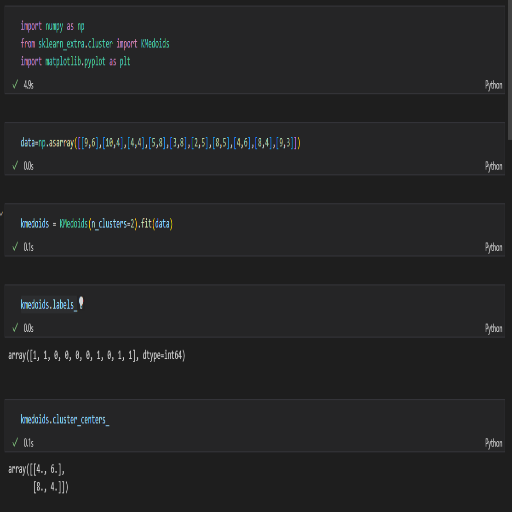 import numpy as np
from sklearn_extra.cluster import KMedoids
import matplotlib.pyplot as plt
✓ 4.9s Python
data=np.asarray([[9,6],[10,4],[4,4],[5,8],[3,8],[2,5],[8,5],[4,6],[8,4],[9,3]])
✓ 0.0s Python
kmedoids = KMedoids(n_clusters=2).fit(data)
✓ 0.1s Python
kmedoids.labels_
✓ 0.0s Python
array([1, 1, 0, 0, 0, 0, 1, 0, 1, 1], dtype=int64)
kmedoids.cluster_centers_
✓ 0.1s Python
array([[4., 6.],
[8., 4.]])